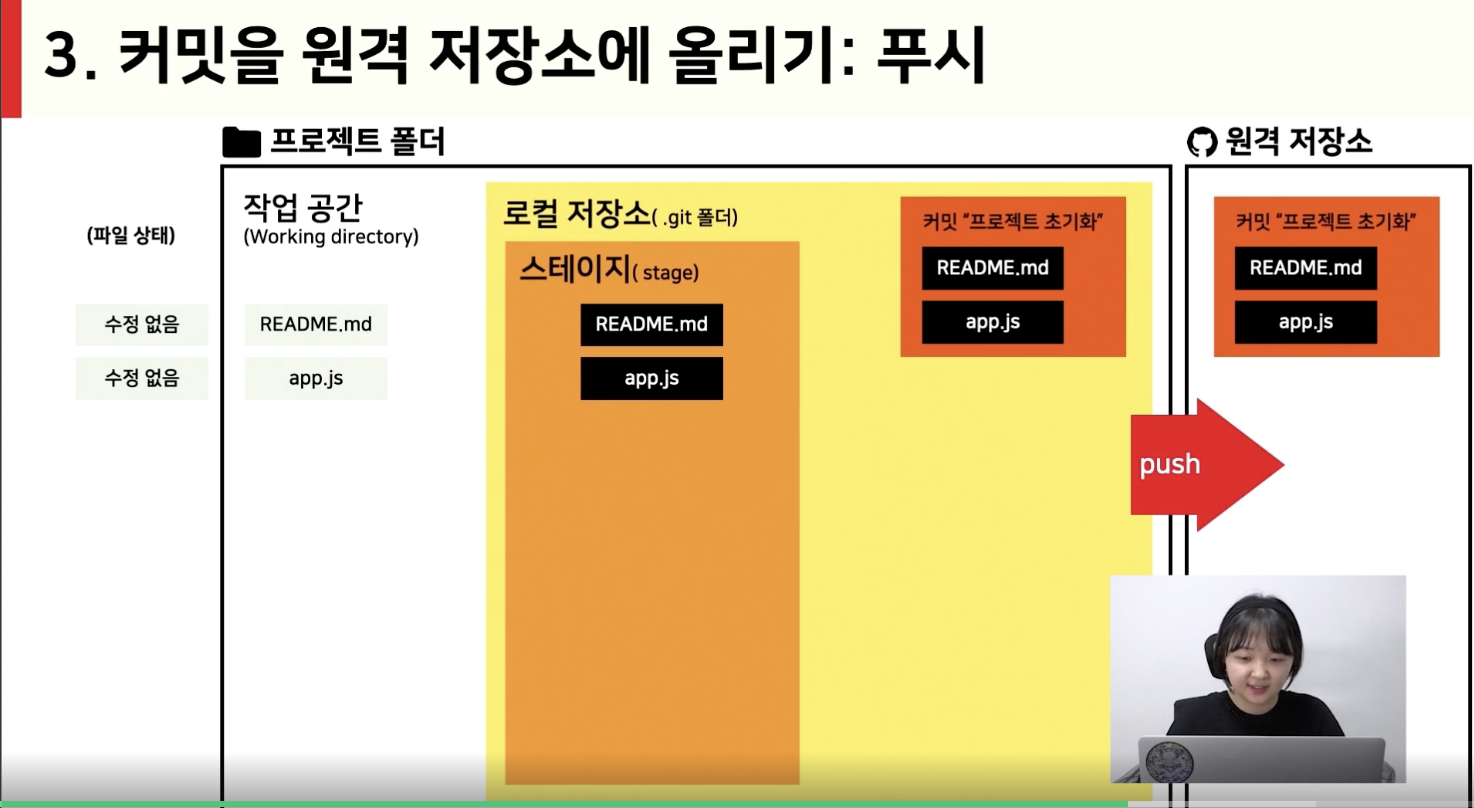 3. 커밋을 원격 저장소에 올리기: 푸시
프로젝트 폴더
원격 저장소
(파일 상태)
작업 공간
(Working directory)
로컬 저장소( .git 폴더)
스테이지( stage)
커밋 “프로젝트 초기화”
README.md
app.js
커밋 “프로젝트 초기화”
README.md
app.js
수정 없음
README.md
README.md
수정 없음
app.js
app.js
push